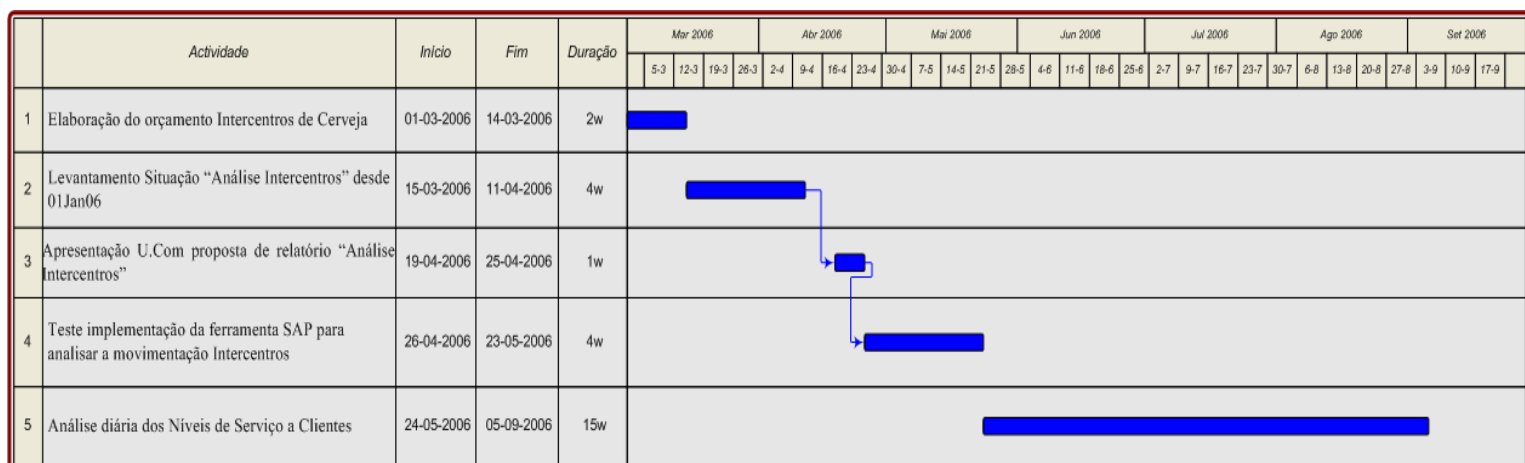 Actividade Início Fim Duração Mar 2006 Abr 2006 Mai 2006 Jun 2006 Jul 2006 Ago 2006 Set 2006
5-3 12-3 19-3 26-3 2-4 9-4 16-4 23-4 30-4 7-5 14-5 21-5 28-5 4-6 11-6 18-6 25-6 2-7 9-7 16-7 23-7 30-7 6-8 13-8 20-8 27-8 3-9 10-9 17-9
1 Elaboração do orçamento Intercentros de Cerveja 01-03-2006 14-03-2006 2w
2 Levantamento Situação “Análise Intercentros” desde
01Jan06 15-03-2006 11-04-2006 4w
3 Apresentação U.Com proposta de relatório “Análise
Intercentros” 19-04-2006 25-04-2006 1w
4 Teste implementação da ferramenta SAP para
analisar a movimentação Intercentros 26-04-2006 23-05-2006 4w
5 Análise diária dos Níveis de Serviço a Clientes 24-05-2006 05-09-2006 15w